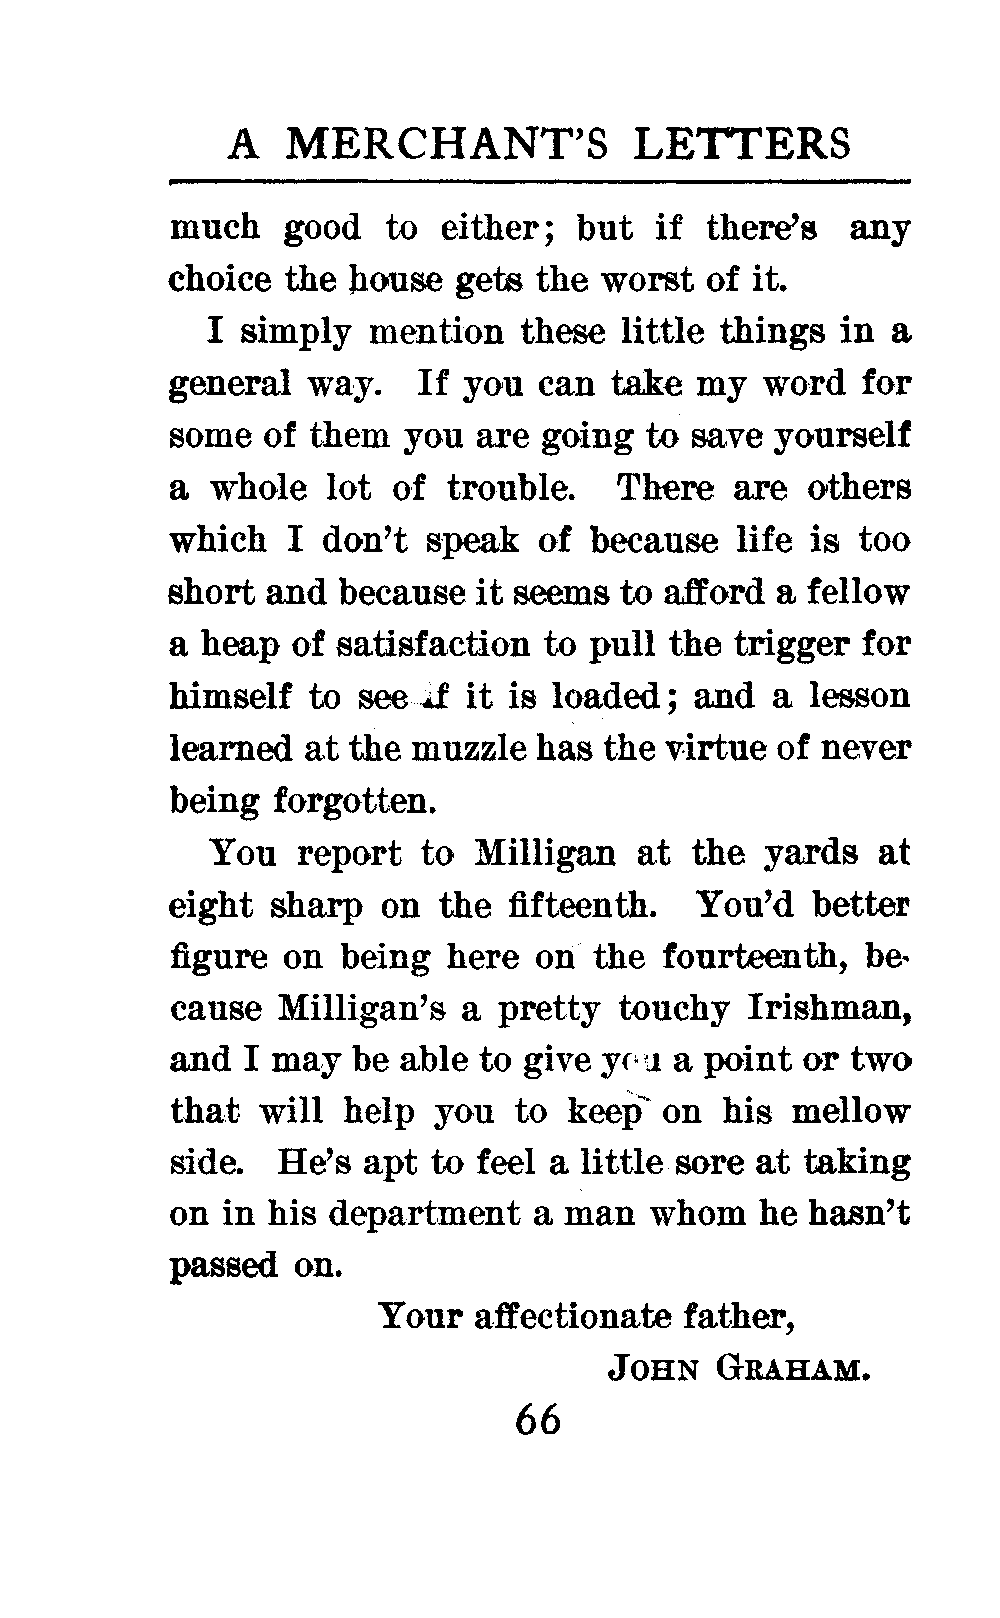 A MERCHANT'S LETTERS
much good to either; but if there's any
choice the house gets the worst of it.
I simply mention these little things in a
general way. If you can take my word for
some of them you are going to save yourself
a whole lot of trouble. There are others
which I don't speak of because life is too
short and because it seems to afford a fellow
a heap of satisfaction to pull the trigger for
himself to see if it is loaded; and a lesson
learned at the muzzle has the virtue of never
being forgotten.
You report to Milligan at the yards at
eight sharp on the fifteenth. You'd better
figure on being here on the fourteenth, be-
cause Milligan's a pretty touchy Irishman,
and I may be able to give you a point or two
that will help you to keep on his mellow
side. He's apt to feel a little sore at taking
on in his department a man whom he hasn't
passed on.
Your affectionate father,
JOHN GRAHAM.
66